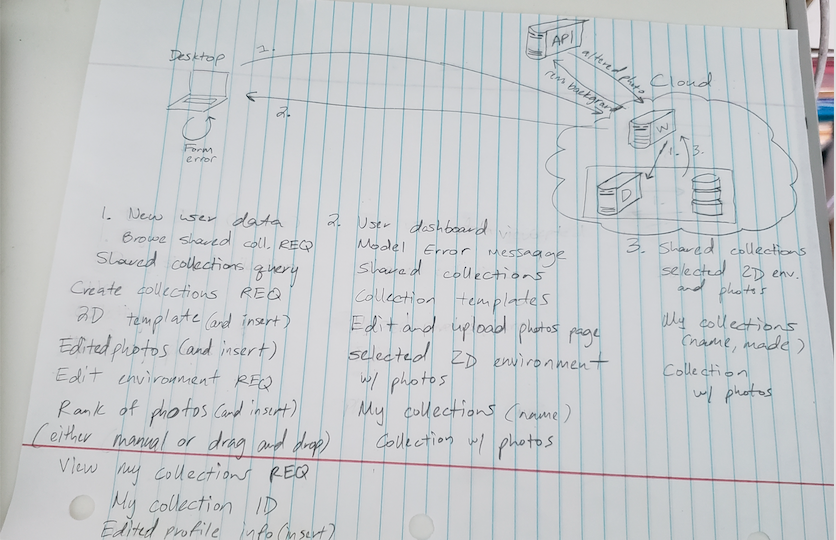 API
Desktop
1.
altered photo
rem background
Cloud
2.
W
Form
error
1.
3.
D
1. New user data
Browe shared coll. REQ
Shared collections query
Create collections REQ
2D template (and insert)
Edited photos (and insert)
Edit environment REQ
Rank of photos (and insert)
(either manual or drag and drop)
View my collections REQ
My collection ID
Edited profile info (insert)
2. User dashboard
Model Error Messaage
Shared collections
Collection templates
Edit and upload photos page
selected 2D environment
w/ photos
My collections (name)
Collection w/ photos
3. Shared collections
selected 2D env.
and photos
My collections
(name, made)
Collection
w/ photos